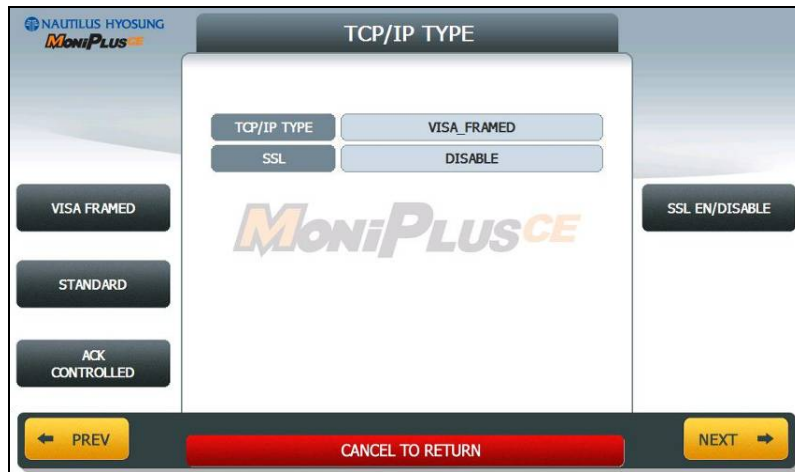 NAUTILUS HYOSUNG
MoniPlusCE
TCP/IP TYPE
TCP/IP TYPE
VISA_FRAMED
SSL
DISABLE
VISA FRAMED
SSL EN/DISABLE
MoniPlusCE
STANDARD
ACK
CONTROLLED
PREV
CANCEL TO RETURN
NEXT